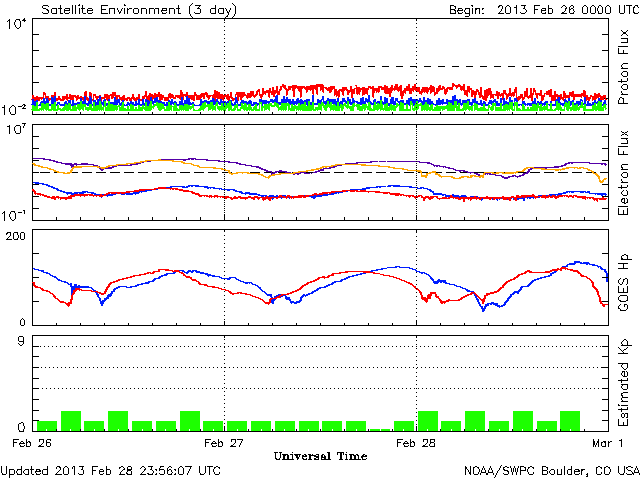 Satellite Environment (3 day) Begin: 2013 Feb 26 0000 UTC
10⁴
10⁻²
Proton Flux
10⁷
10⁻¹
Electron Flux
200
0
GOES Hp
9
0
Estimated Kp
Feb 26 Feb 27 Feb 28 Mar 1
Universal Time
Updated 2013 Feb 28 23:56:07 UTC NOAA/SWPC Boulder, CO USA